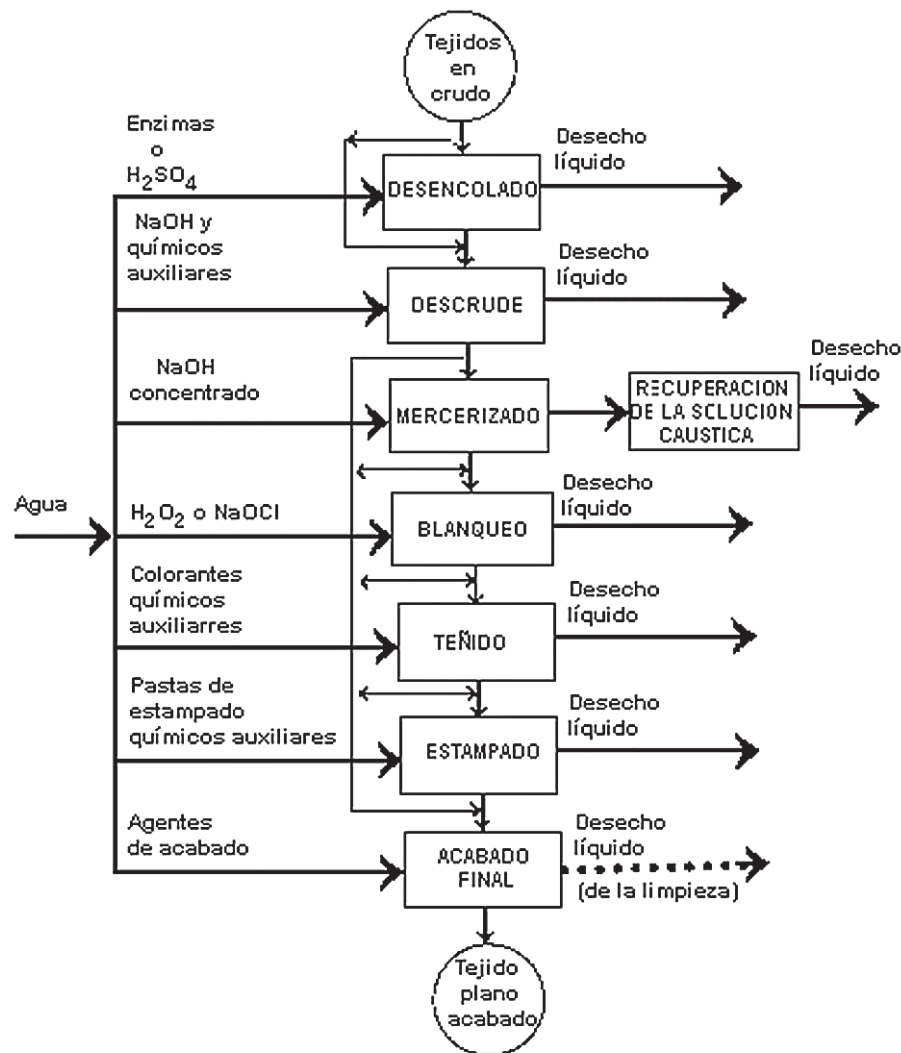 Tejidos
en
crudo
Enzimas
o
H2SO4
DESENCOLADO
Desecho
líquido
NaOH y
químicos
auxiliares
DESCRUDE
Desecho
líquido
NaOH
concentrado
MERCERIZADO
RECUPERACION
DE LA SOLUCION
CAUSTICA
Desecho
líquido
Agua
H2O2 o NaOCl
BLANQUEO
Desecho
líquido
Colorantes
químicos
auxiliarres
TEÑIDO
Desecho
líquido
Pastas de
estampado
químicos auxiliares
ESTAMPADO
Desecho
líquido
Agentes
de acabado
ACABADO
FINAL
Desecho
líquido
(de la limpieza)
Tejido
plano
acabado